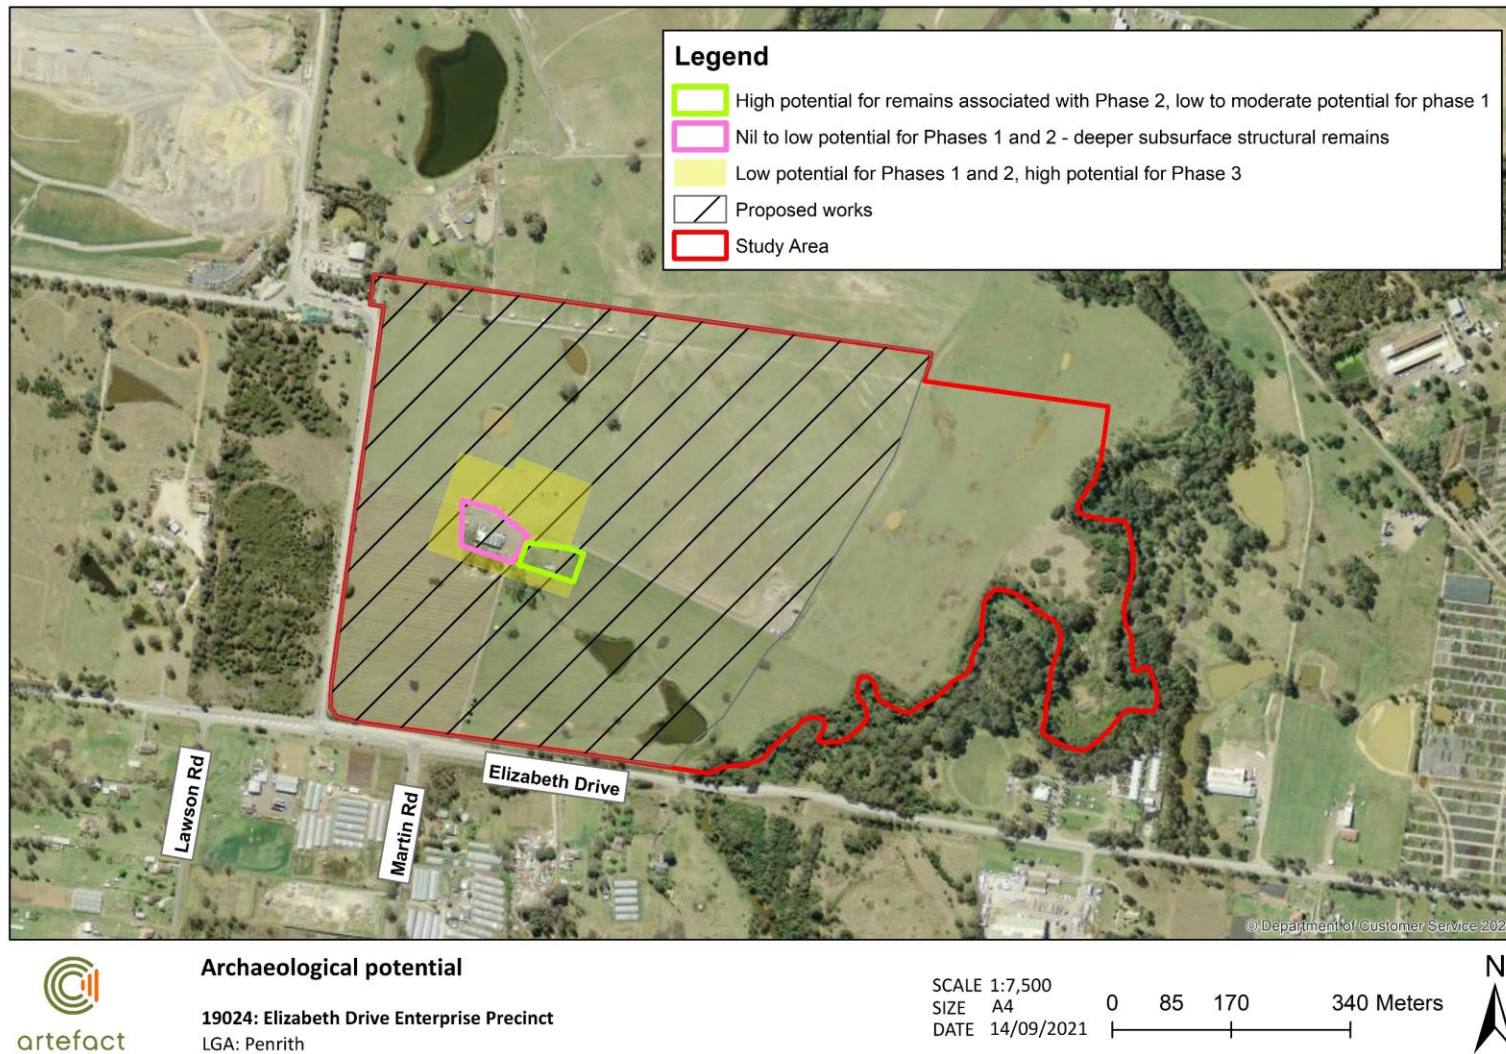 Legend
High potential for remains associated with Phase 2, low to moderate potential for phase 1
Nil to low potential for Phases 1 and 2 - deeper subsurface structural remains
Low potential for Phases 1 and 2, high potential for Phase 3
Proposed works
Study Area
Lawson Rd
Martin Rd
Elizabeth Drive
© Department of Customer Service 202
artefact
Archaeological potential
19024: Elizabeth Drive Enterprise Precinct
LGA: Penrith
SCALE 1:7,500
SIZE A4
DATE 14/09/2021
0 85 170 340 Meters
N